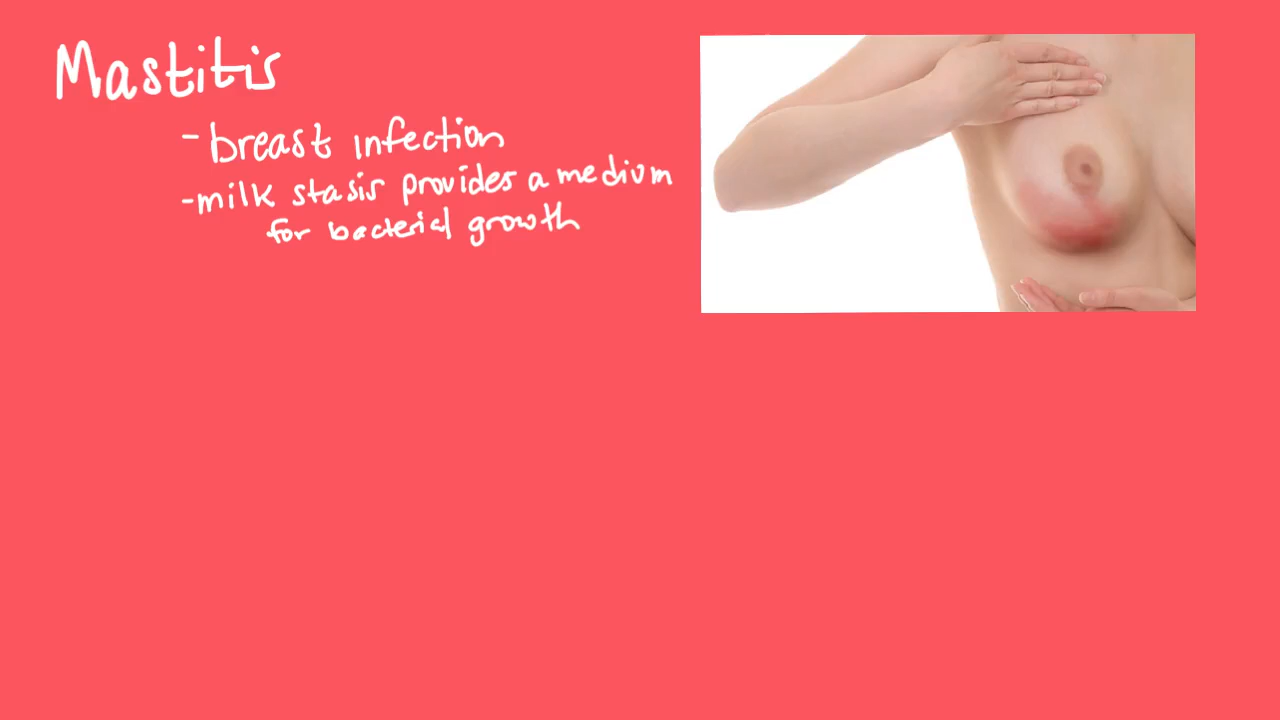 Mastitis
- breast infection
- milk stasis provides a medium
for bacterial growth